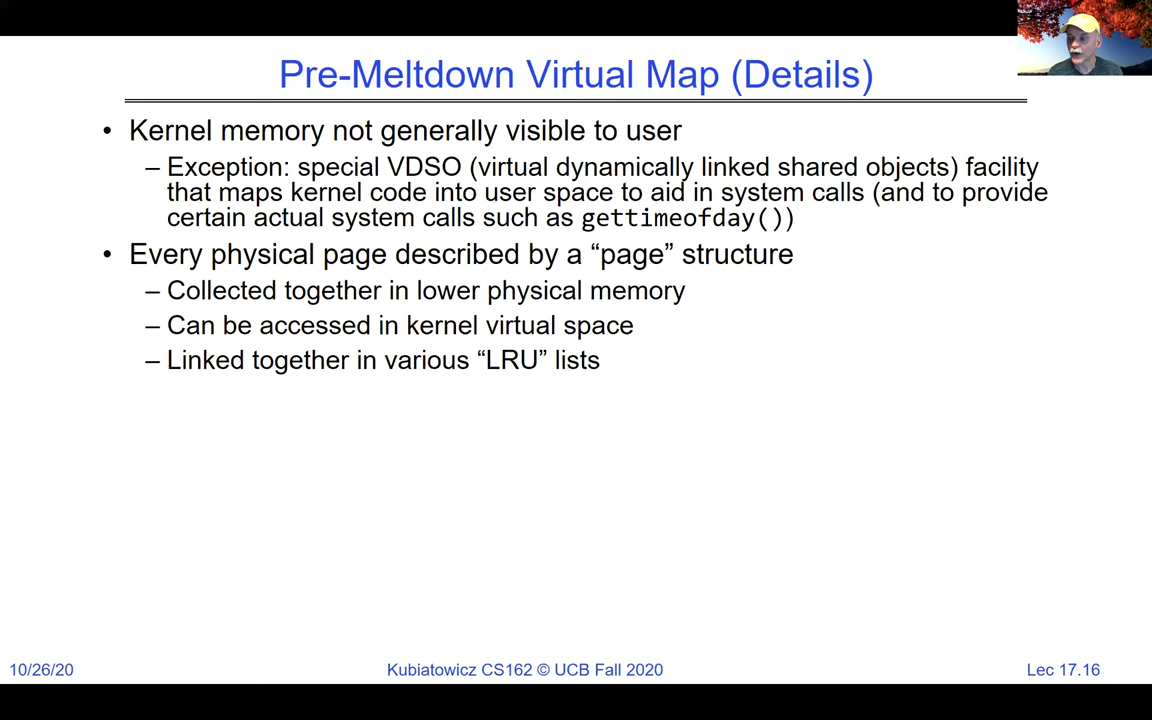 Pre-Meltdown Virtual Map (Details)
• Kernel memory not generally visible to user
– Exception: special VDSO (virtual dynamically linked shared objects) facility
that maps kernel code into user space to aid in system calls (and to provide
certain actual system calls such as gettimeofday())
• Every physical page described by a “page” structure
– Collected together in lower physical memory
– Can be accessed in kernel virtual space
– Linked together in various “LRU” lists
10/26/20
Kubiatowicz CS162 © UCB Fall 2020
Lec 17.16